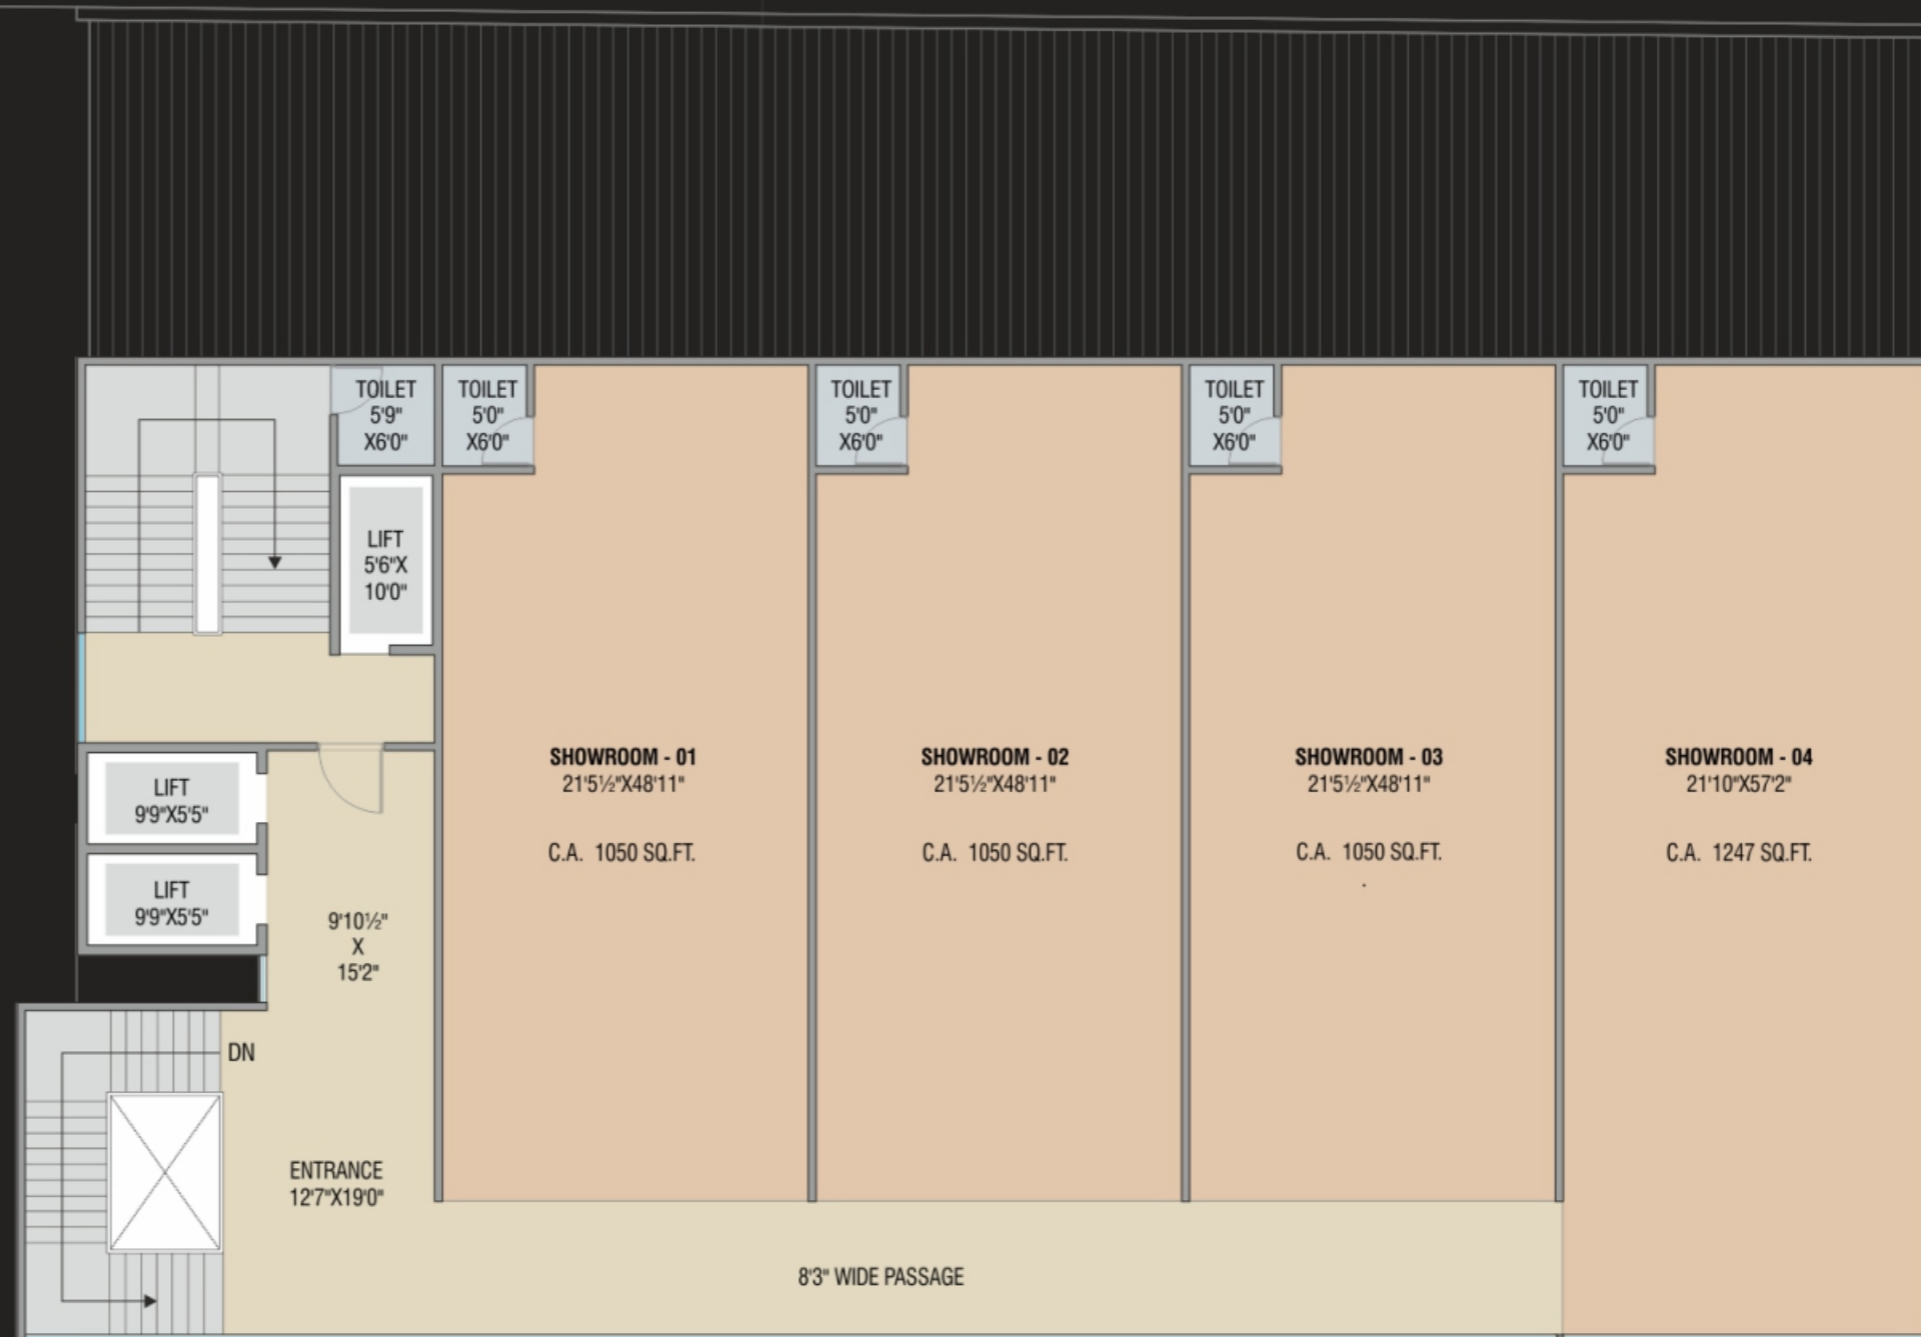 TOILET
5'9"
X6'0"
TOILET
5'0"
X6'0"
TOILET
5'0"
X6'0"
TOILET
5'0"
X6'0"
TOILET
5'0"
X6'0"
LIFT
5'6"X
10'0"
SHOWROOM - 01
21'5½"X48'11"
C.A. 1050 SQ.FT.
SHOWROOM - 02
21'5½"X48'11"
C.A. 1050 SQ.FT.
SHOWROOM - 03
21'5½"X48'11"
C.A. 1050 SQ.FT.
SHOWROOM - 04
21'10"X57'2"
C.A. 1247 SQ.FT.
LIFT
9'9"X5'5"
LIFT
9'9"X5'5"
9'10½"
X
15'2"
DN
ENTRANCE
12'7"X19'0"
8'3" WIDE PASSAGE